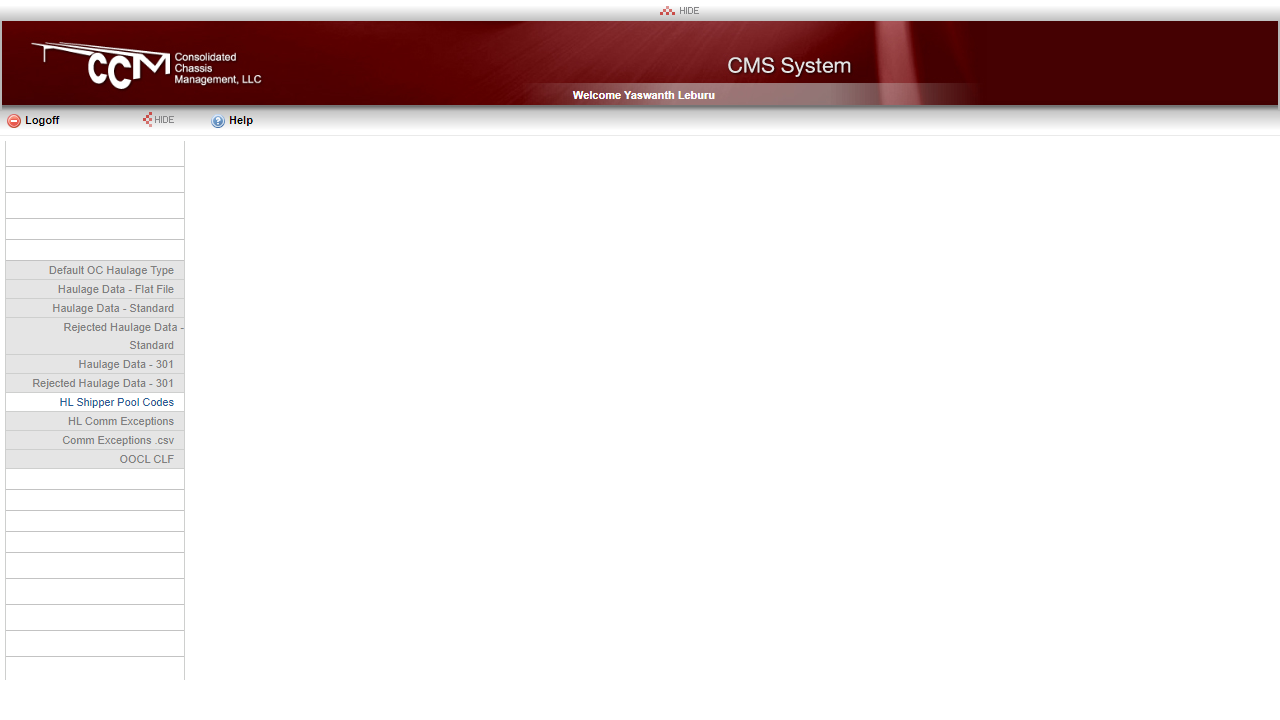 HIDE
CCM Consolidated
Chassis
Management, LLC
CMS System
Welcome Yaswanth Leburu
Logoff
HIDE
Help
Default OC Haulage Type
Haulage Data - Flat File
Haulage Data - Standard
Rejected Haulage Data -
Standard
Haulage Data - 301
Rejected Haulage Data - 301
HL Shipper Pool Codes
HL Comm Exceptions
Comm Exceptions .csv
OOCL CLF